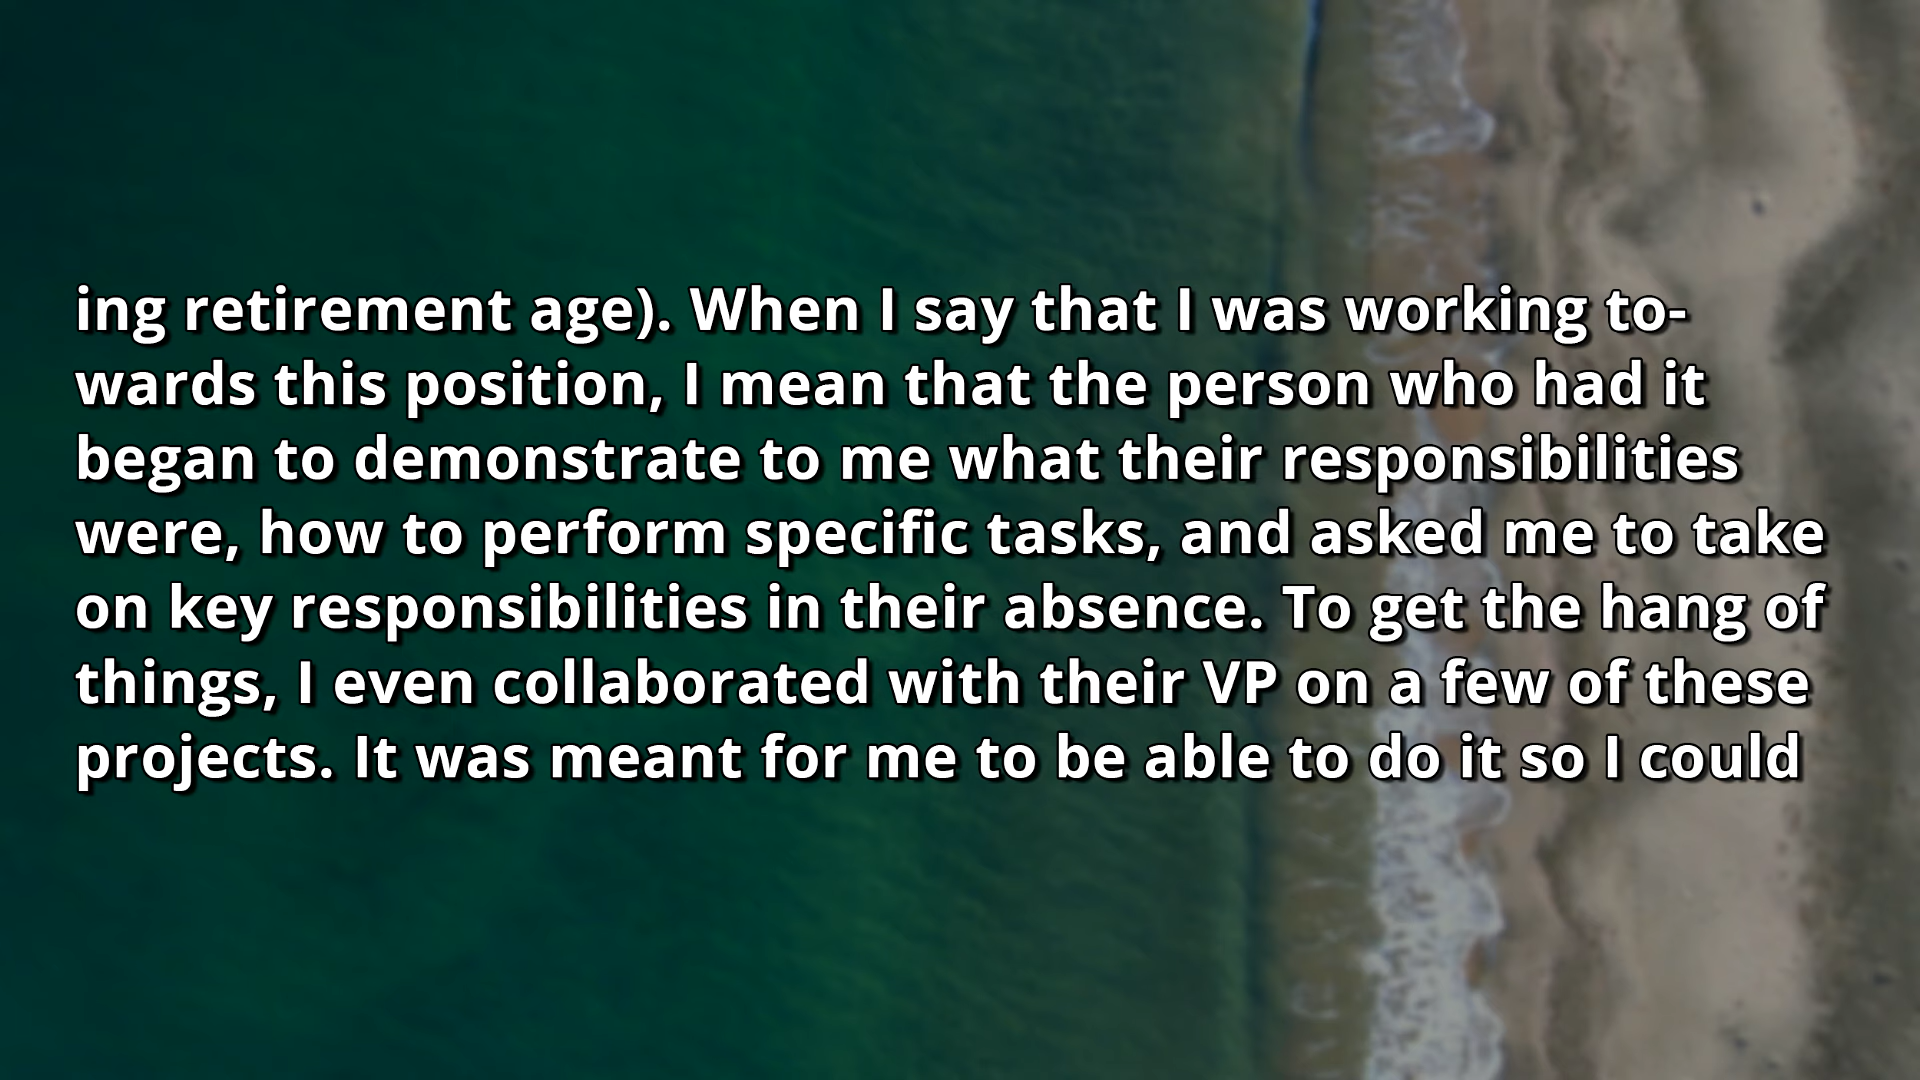 ing retirement age). When I say that I was working to-
wards this position, I mean that the person who had it
began to demonstrate to me what their responsibilities
were, how to perform specific tasks, and asked me to take
on key responsibilities in their absence. To get the hang of
things, I even collaborated with their VP on a few of these
projects. It was meant for me to be able to do it so I could